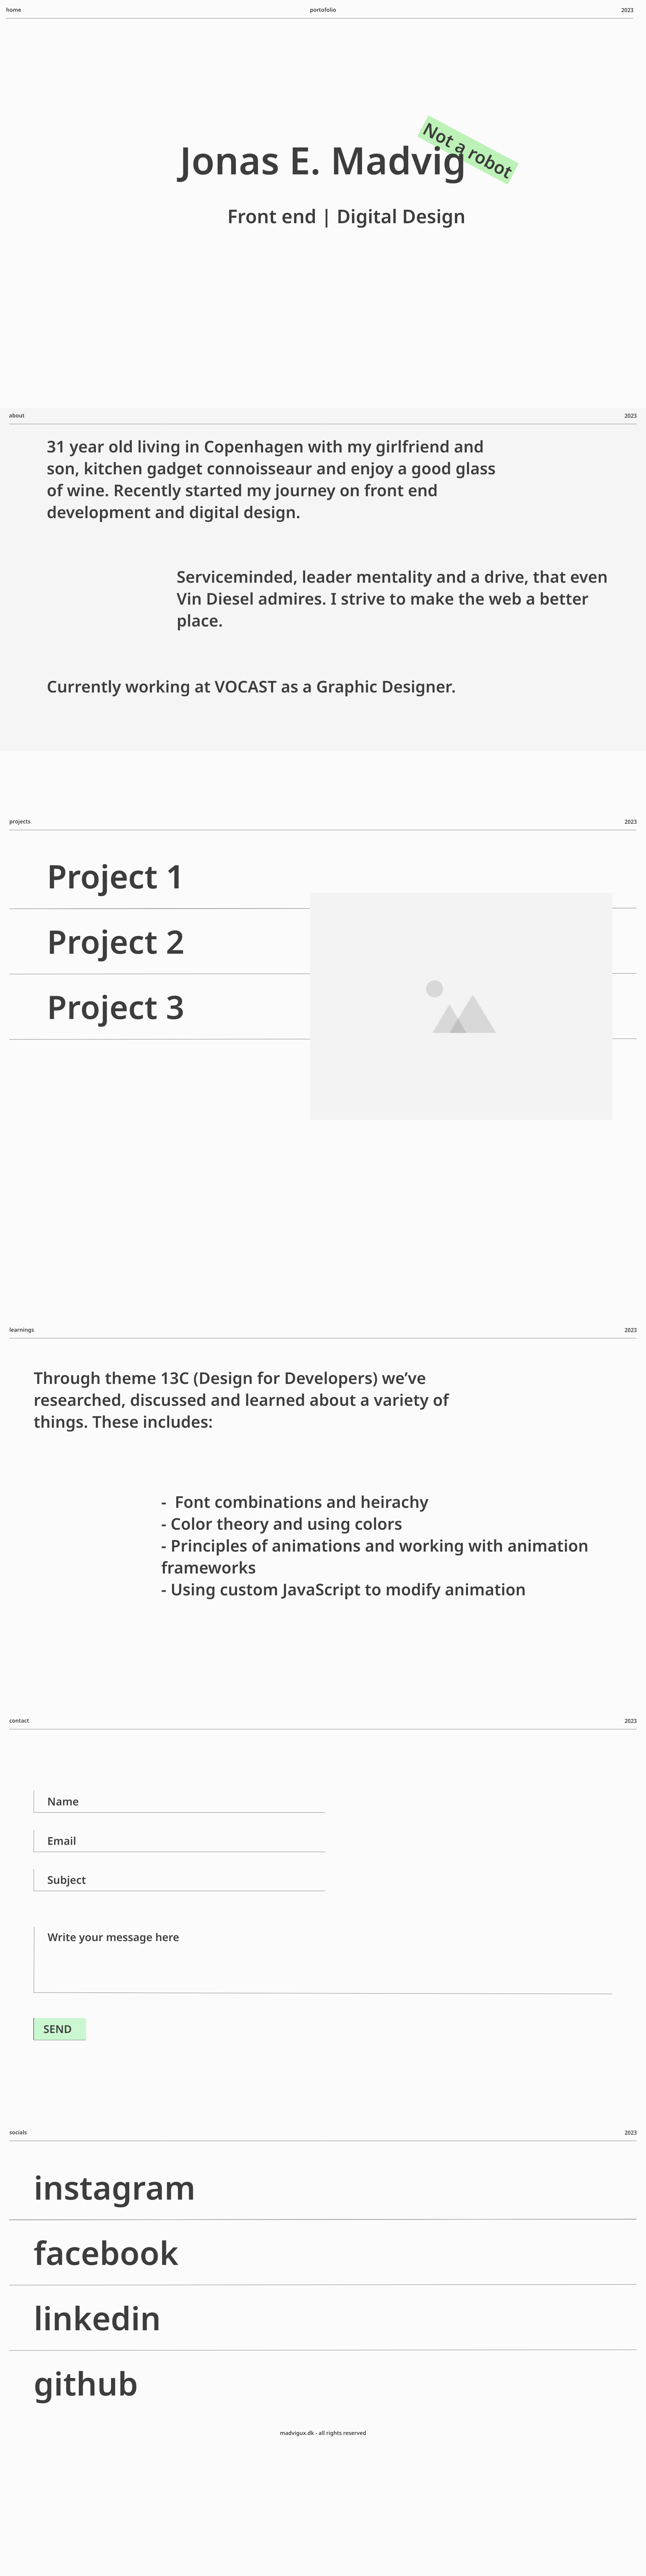 home portofolio 2023
Not a robot
Jonas E. Madvig
Front end | Digital Design
about 2023
31 year old living in Copenhagen with my girlfriend and
son, kitchen gadget connoisseaur and enjoy a good glass
of wine. Recently started my journey on front end
development and digital design.
Serviceminded, leader mentality and a drive, that even
Vin Diesel admires. I strive to make the web a better
place.
Currently working at VOCAST as a Graphic Designer.
projects 2023
Project 1
Project 2
Project 3
learnings 2023
Through theme 13C (Design for Developers) we’ve
researched, discussed and learned about a variety of
things. These includes:
-  Font combinations and heirachy
- Color theory and using colors
- Principles of animations and working with animation
frameworks
- Using custom JavaScript to modify animation
contact 2023
Name
Email
Subject
Write your message here
SEND
socials 2023
instagram
facebook
linkedin
github
madvigux.dk - all rights reserved